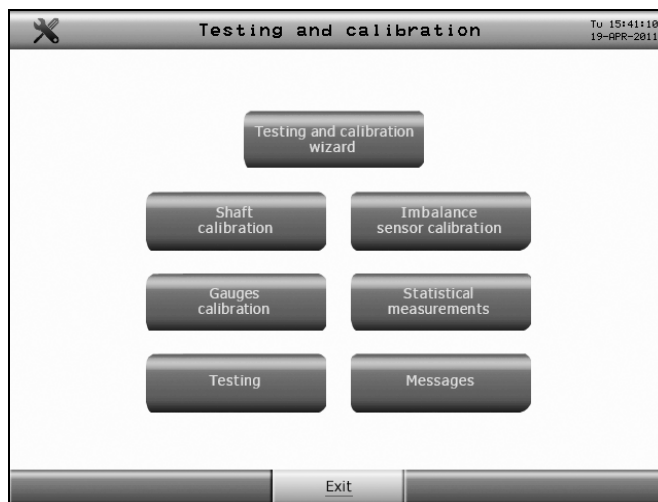 Testing and calibration
Tu 15:41:10
19-APR-2011
Testing and calibration
wizard
Shaft
calibration
Imbalance
sensor calibration
Gauges
calibration
Statistical
measurements
Testing
Messages
Exit